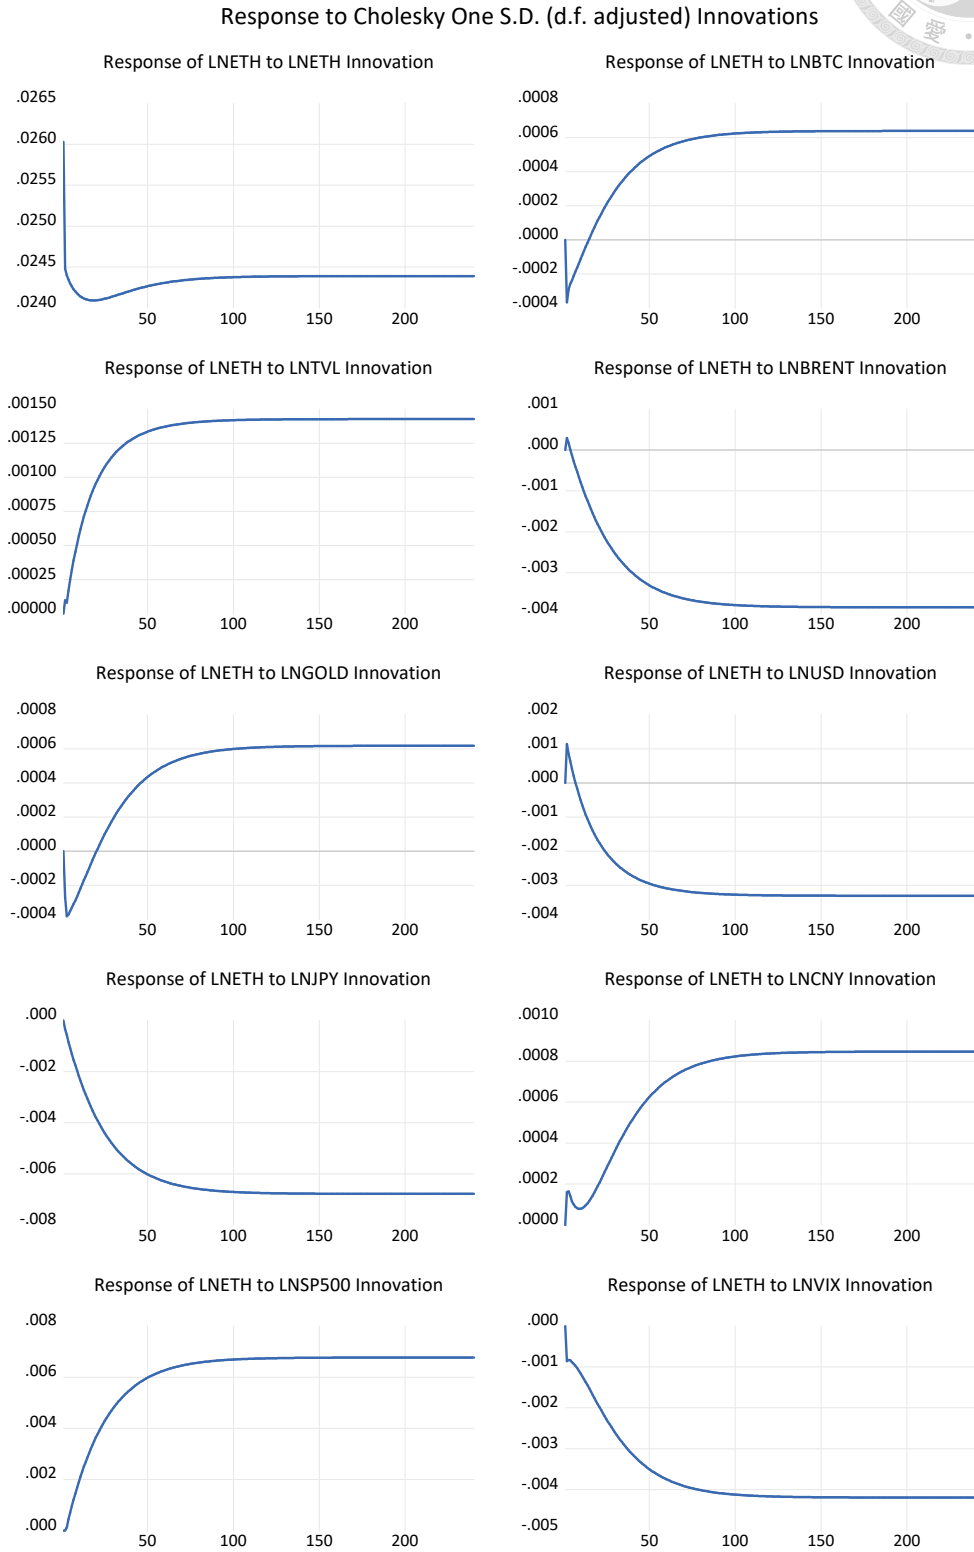 Response to Cholesky One S.D. (d.f. adjusted) Innovations
國 愛
Response of LNETH to LNETH Innovation
.0265
.0260
.0255
.0250
.0245
.0240
50 100 150 200
Response of LNETH to LNBTC Innovation
.0008
.0006
.0004
.0002
.0000
-.0002
-.0004
50 100 150 200
Response of LNETH to LNTVL Innovation
.00150
.00125
.00100
.00075
.00050
.00025
.00000
50 100 150 200
Response of LNETH to LNBRENT Innovation
.001
.000
-.001
-.002
-.003
-.004
50 100 150 200
Response of LNETH to LNGOLD Innovation
.0008
.0006
.0004
.0002
.0000
-.0002
-.0004
50 100 150 200
Response of LNETH to LNUSD Innovation
.002
.001
.000
-.001
-.002
-.003
-.004
50 100 150 200
Response of LNETH to LNJPY Innovation
.000
-.002
-.004
-.006
-.008
50 100 150 200
Response of LNETH to LNCNY Innovation
.0010
.0008
.0006
.0004
.0002
.0000
50 100 150 200
Response of LNETH to LNSP500 Innovation
.008
.006
.004
.002
.000
50 100 150 200
Response of LNETH to LNVIX Innovation
.000
-.001
-.002
-.003
-.004
-.005
50 100 150 200